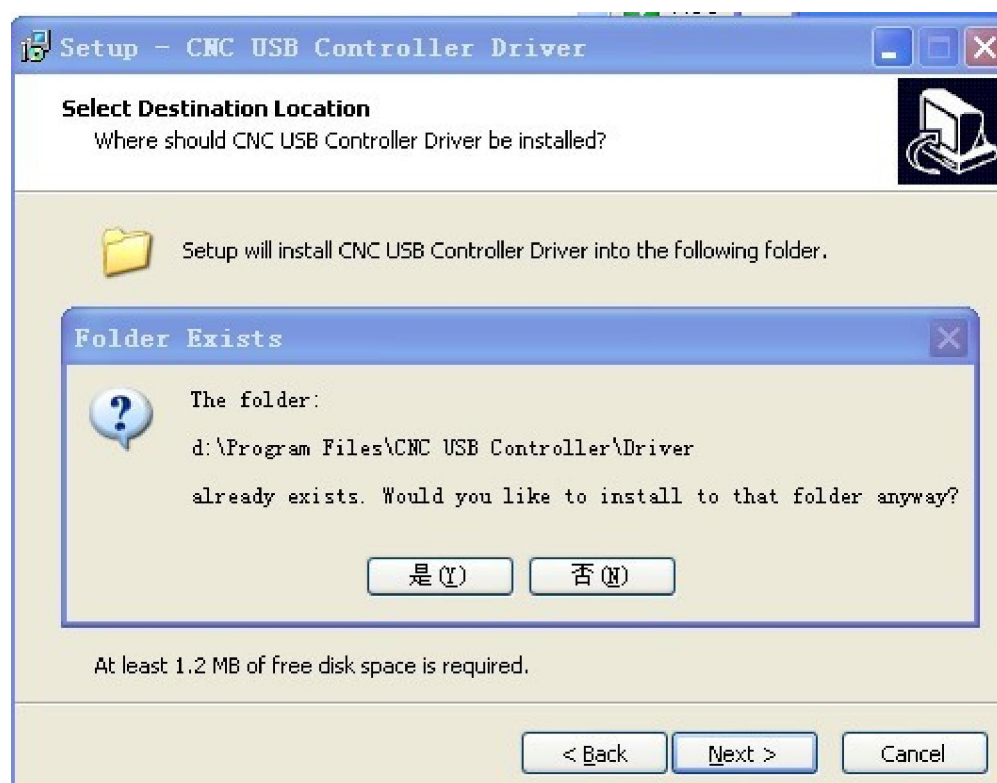 Setup - CNC USB Controller Driver
Select Destination Location
Where should CNC USB Controller Driver be installed?
Setup will install CNC USB Controller Driver into the following folder.
Folder Exists
The folder:
d:\Program Files\CNC USB Controller\Driver
already exists. Would you like to install to that folder anyway?
是(Y) 否(N)
At least 1.2 MB of free disk space is required.
< Back Next > Cancel